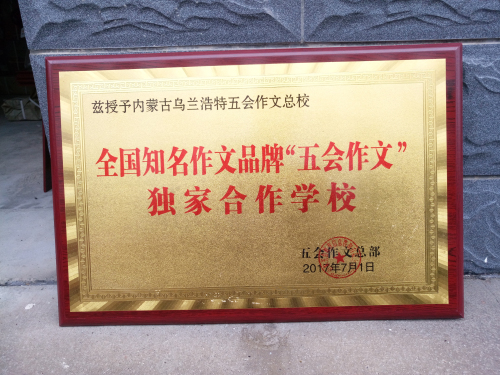 兹授予内蒙古乌兰浩特五会作文总校
全国知名作文品牌“五会作文”
独家合作学校
五会作文总部
2017年7月1日